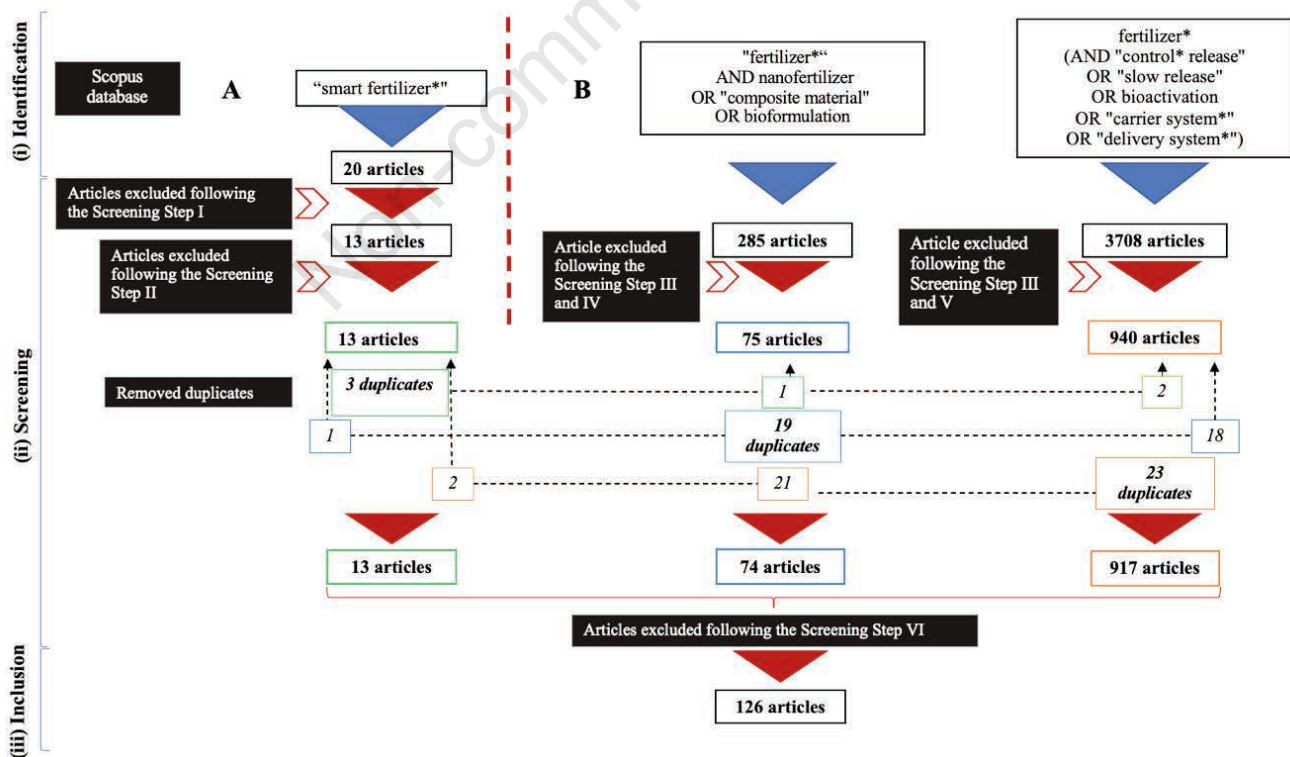 (i) Identification
Scopus
database
A
“smart fertilizer*"
20 articles
B
"fertilizer*“
AND nanofertilizer
OR "composite material"
OR bioformulation
fertilizer*
(AND "control* release"
OR "slow release"
OR bioactivation
OR "carrier system*"
OR "delivery system*")
(ii) Screening
Articles excluded following
the Screening Step I
13 articles
Articles excluded
following the Screening
Step II
285 articles
Article excluded
following the
Screening Step III
and IV
3708 articles
Article excluded
following the
Screening Step III
and V
13 articles
75 articles
940 articles
Removed duplicates
3 duplicates
1
2
1
19
duplicates
18
2
21
23
duplicates
13 articles
74 articles
917 articles
Articles excluded following the Screening Step VI
(iii) Inclusion
126 articles
Non-comm